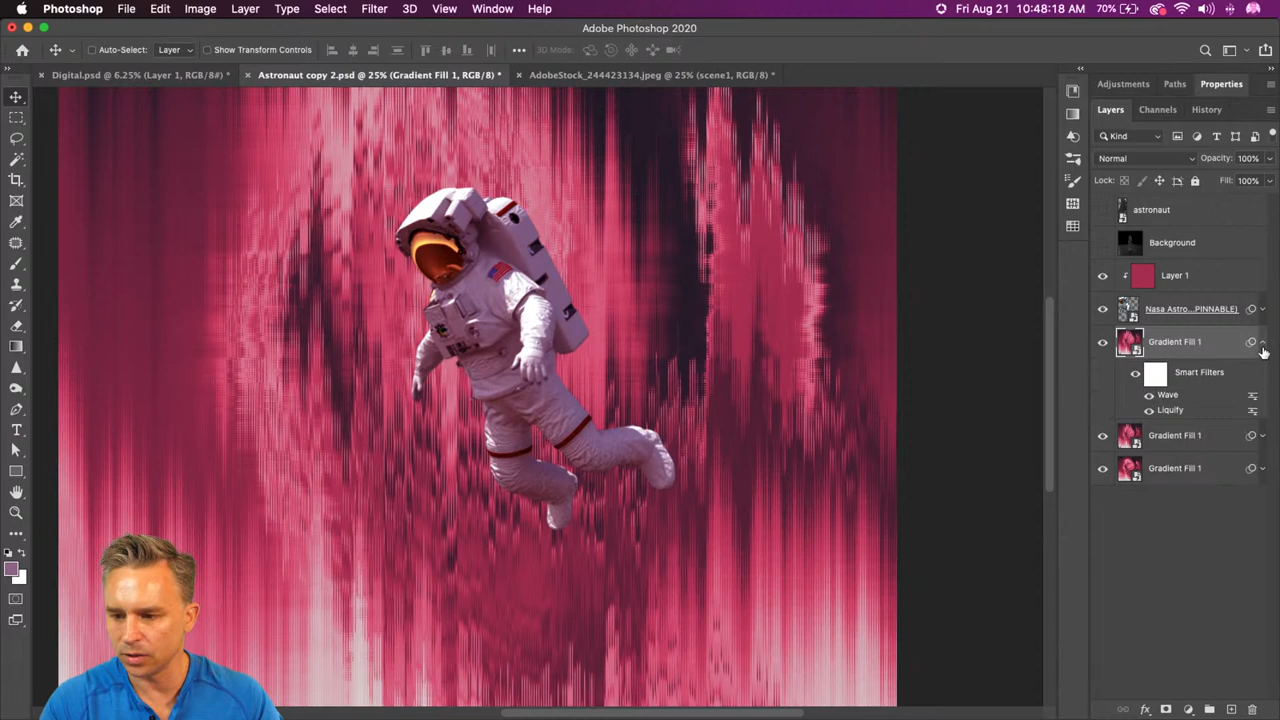 Photoshop File Edit Image Layer Type Select Filter 3D View Window Help 70% Fri Aug 21 10:48:18 AM
Adobe Photoshop 2020
Auto-Select: Layer Show Transform Controls 3D Mode:
Digital.psd @ 6.25% (Layer 1, RGB/8#) *
Astronaut copy 2.psd @ 25% (Gradient Fill 1, RGB/8) *
AdobeStock_244423134.jpeg @ 25% (scene1, RGB/8) *
Adjustments Paths Properties
Layers Channels History
Kind
Normal Opacity: 100%
Lock: Fill: 100%
astronaut
Background
Layer 1
Nasa Astro...PINNABLE)
Gradient Fill 1
Smart Filters
Wave
Liquify
Gradient Fill 1
Gradient Fill 1